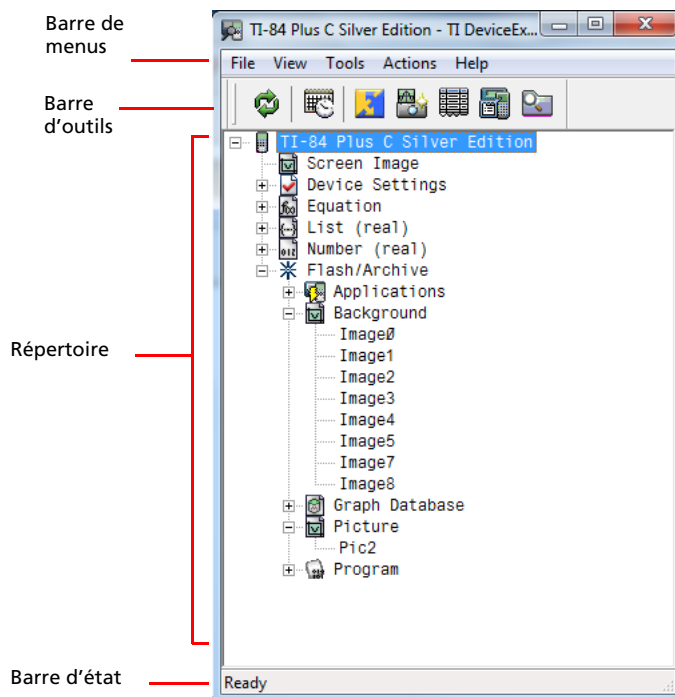 Barre de
menus
TI-84 Plus C Silver Edition - TI DeviceEx...
File View Tools Actions Help
Barre
d'outils
TI-84 Plus C Silver Edition
Screen Image
Device Settings
Equation
List (real)
Number (real)
Flash/Archive
Applications
Background
Image0
Image1
Image2
Image3
Image4
Image5
Image7
Image8
Graph Database
Picture
Pic2
Program
Répertoire
Barre d'état
Ready